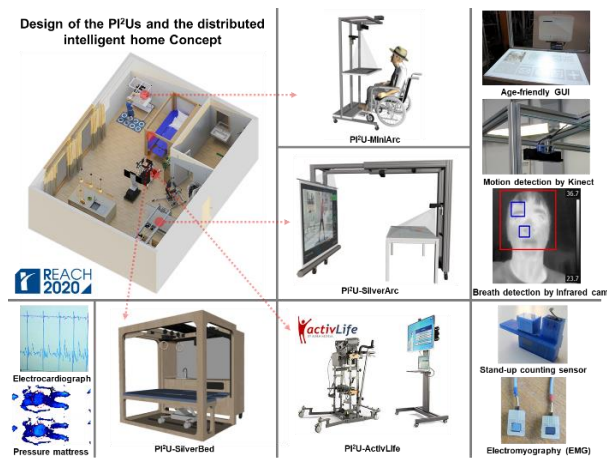 Design of the PI²Us and the distributed
intelligent home Concept
REACH
2020
PI²U-MiniArc
PI²U-SilverArc
Age-friendly GUI
Motion detection by Kinect
36.7
23.7
Breath detection by Infrared cam
Electrocardiograph
Pressure mattress
PI²U-SilverBed
activLife
PI²U-ActivLife
Stand-up counting sensor
Electromyography (EMG)